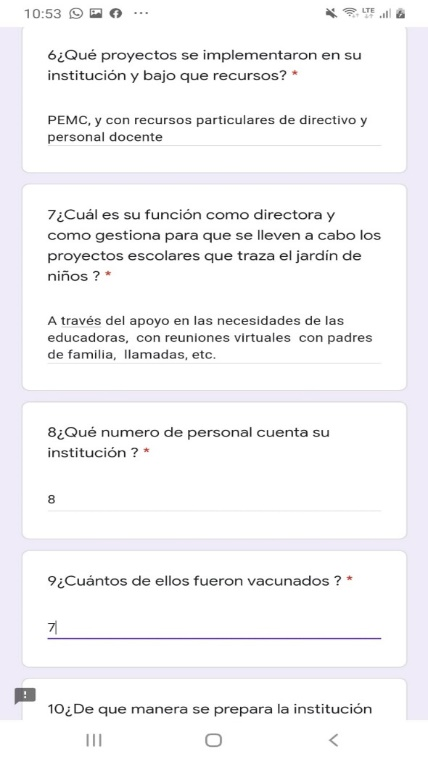 10:53
LTE
6¿Qué proyectos se implementaron en su
institución y bajo que recursos? *
PEMC, y con recursos particulares de directivo y
personal docente
7¿Cuál es su función como directora y
como gestiona para que se lleven a cabo los
proyectos escolares que traza el jardín de
niños ? *
A través del apoyo en las necesidades de las
educadoras, con reuniones virtuales con padres
de familia, llamadas, etc.
8¿Qué numero de personal cuenta su
institución ? *
8
9¿Cuántos de ellos fueron vacunados ? *
7
10¿De que manera se prepara la institución